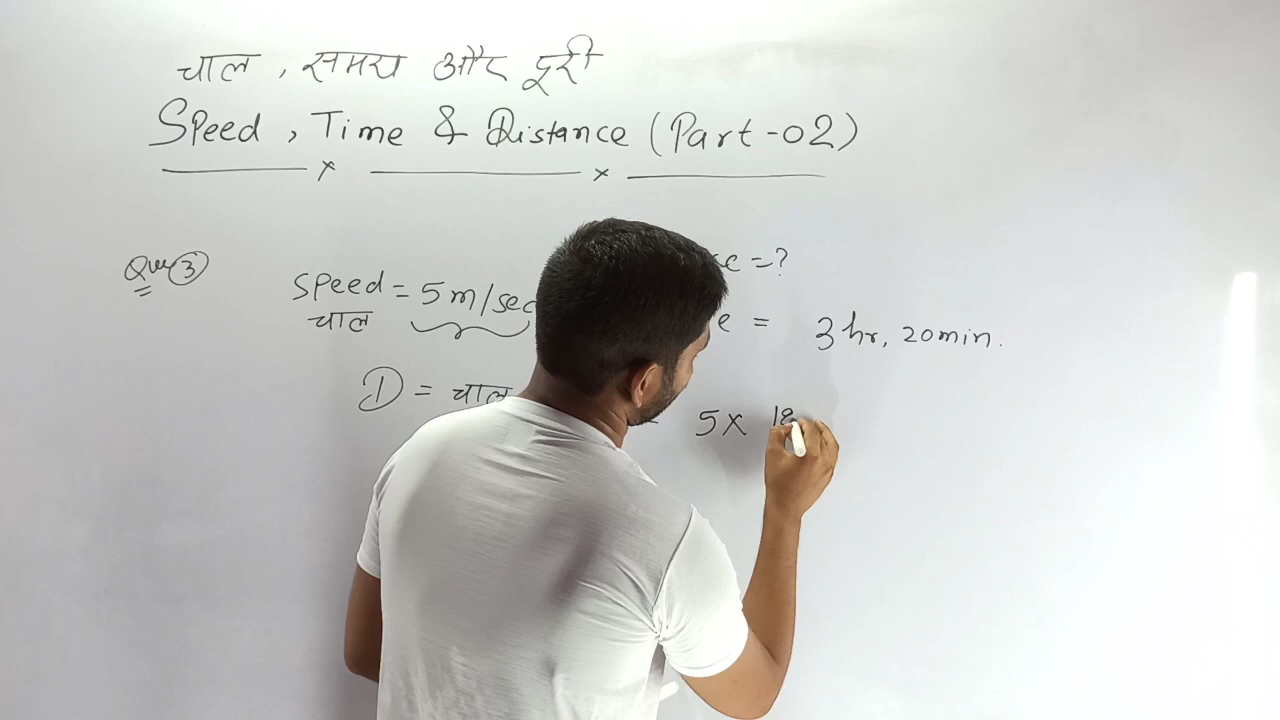 चाल, समय और दूरी
Speed, Time & Distance (Part-02)
Que ③
Speed = 5 m/sec
चाल
= ?
= 3 hr, 20 min.
D = चाल
5 × 18